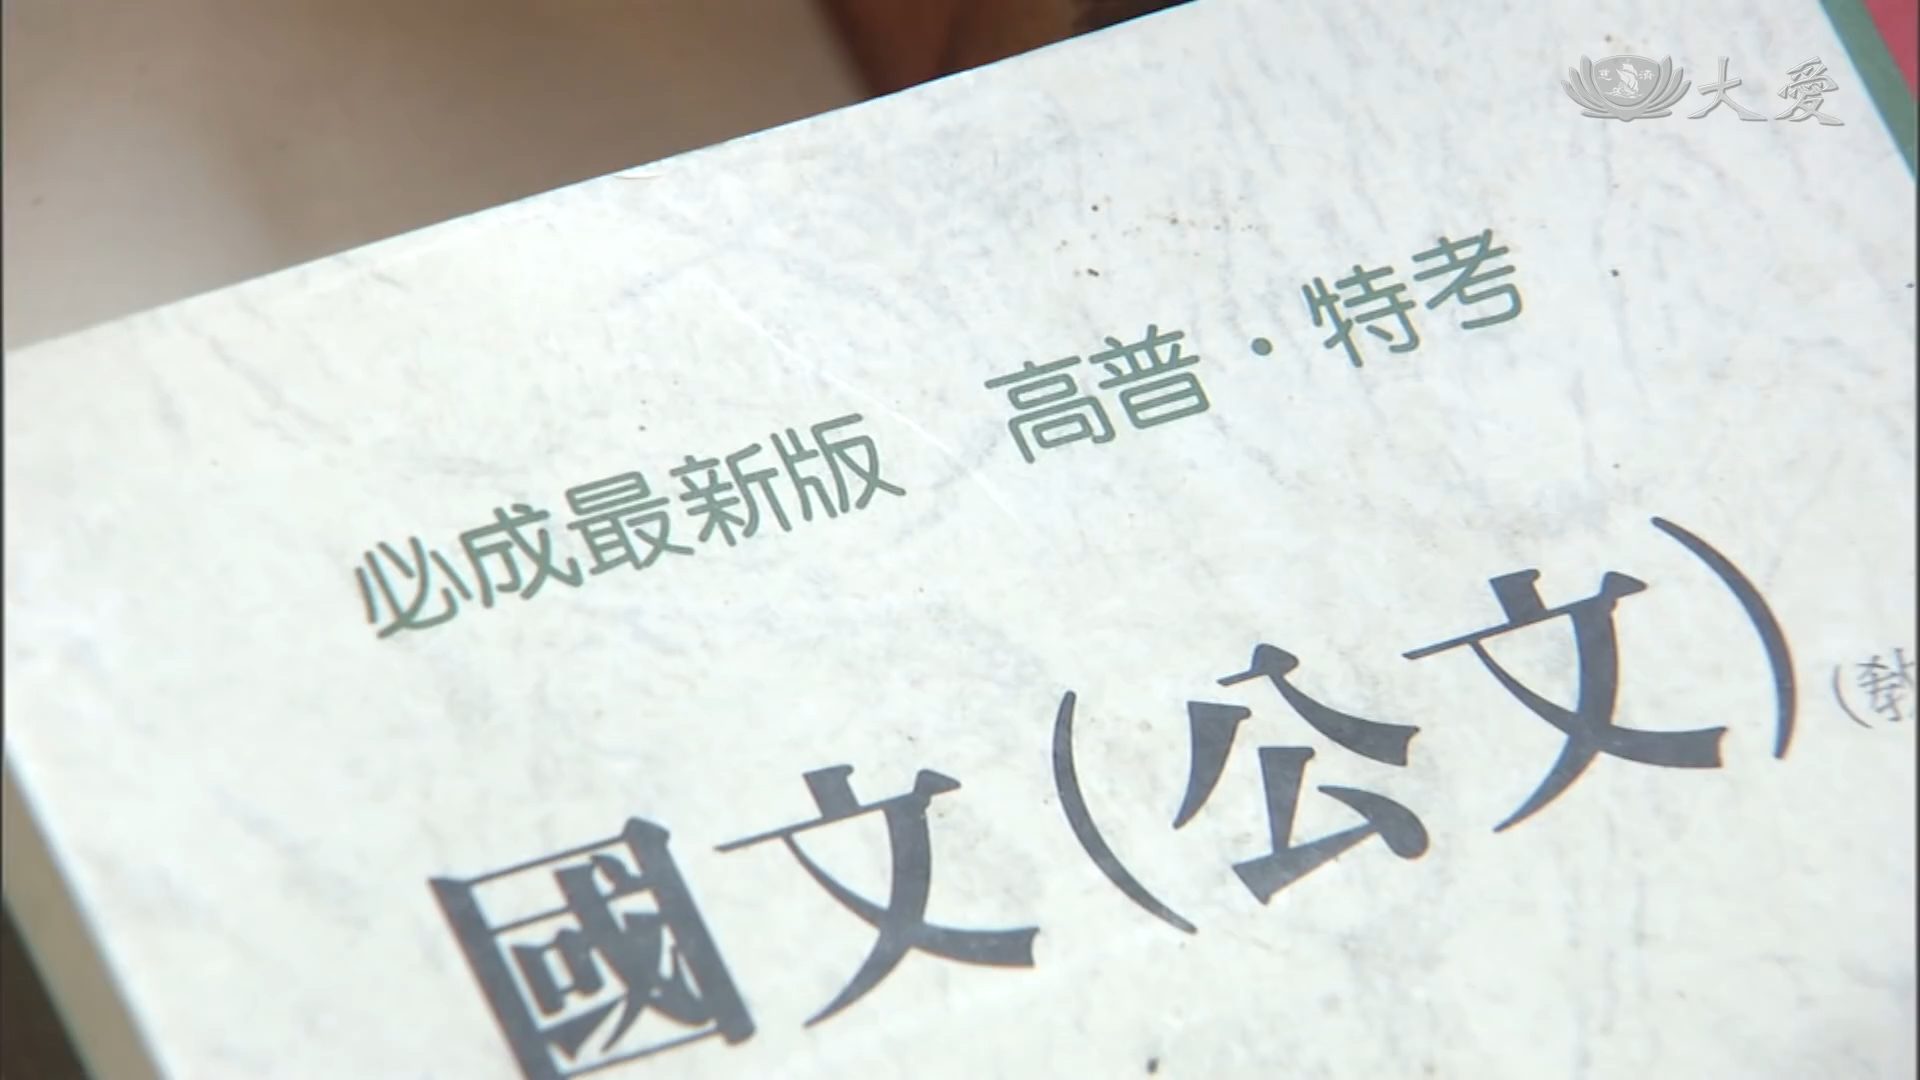 大愛
必成最新版 高普·特考
國文(公文)